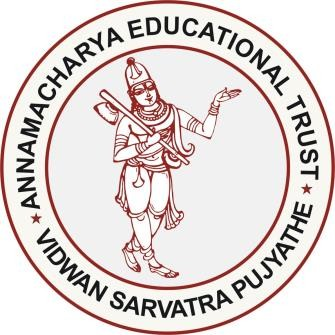 ANNAMACHARYA EDUCATIONAL TRUST
VIDWAN SARVATRA PUJYATHE